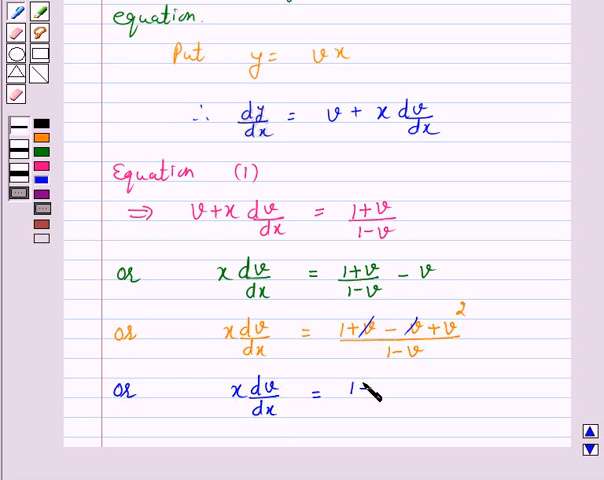 equation.
Put y = vx
∴ dy/dx = v + x dv/dx
Equation (1)
⇒ v+x dv/dx = 1+v/1-v
or x dv/dx = 1+v/1-v - v
or x dv/dx = 1+v-v+v²/1-v
or x dv/dx = 1+